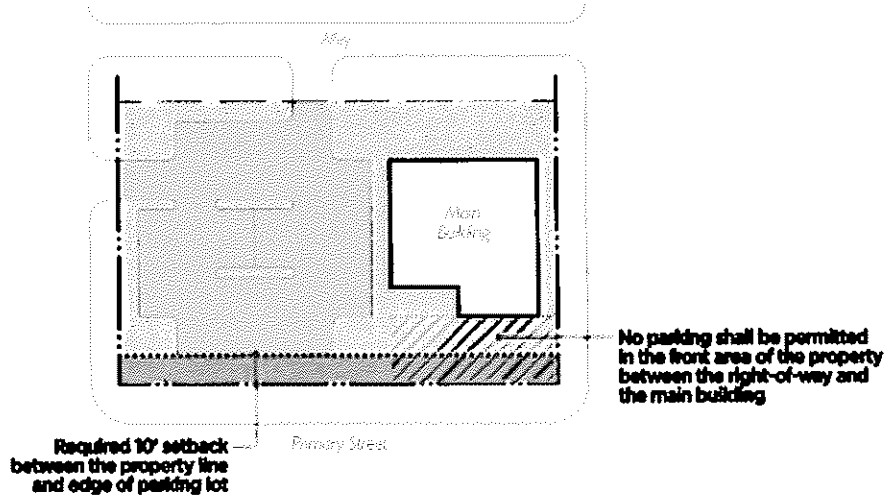 Alley
Main
Building
No parking shall be permitted
in the front area of the property
between the right-of-way and
the main building
Required 10' setback
between the property line
and edge of parking lot
Primary Street